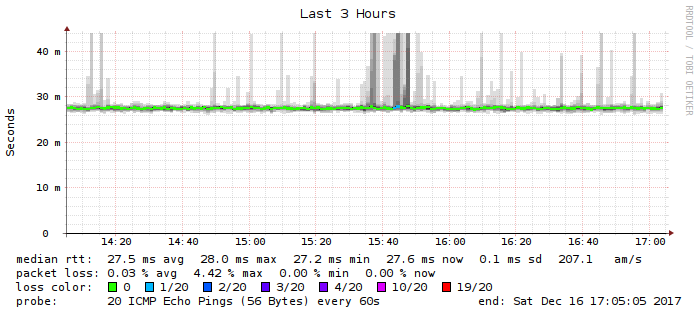 Last 3 Hours
RRDTOOL / TOBI OETIKER
Seconds
40 m
30 m
20 m
10 m
0
14:20 14:40 15:00 15:20 15:40 16:00 16:20 16:40 17:00
median rtt: 27.5 ms avg 28.0 ms max 27.2 ms min 27.6 ms now 0.1 ms sd 207.1 am/s
packet loss: 0.03 % avg 4.42 % max 0.00 % min 0.00 % now
loss color: 0 1/20 2/20 3/20 4/20 10/20 19/20
probe: 20 ICMP Echo Pings (56 Bytes) every 60s end: Sat Dec 16 17:05:05 2017